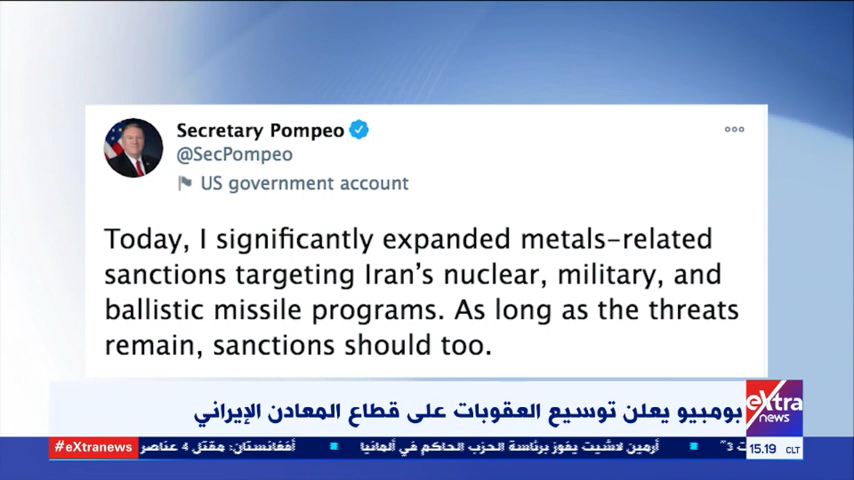 Secretary Pompeo
@SecPompeo
US government account
Today, I significantly expanded metals-related
sanctions targeting Iran's nuclear, military, and
ballistic missile programs. As long as the threats
remain, sanctions should too.
بومبيو يعلن توسيع العقوبات على قطاع المعادن الإيراني
eXtra
news
#eXtranews
أفغانستان: مقتل 4 عناصر
أرمين لاشيت يفوز برئاسة الحزب الحاكم في ألمانيا
ت 3"
15.19 CLT